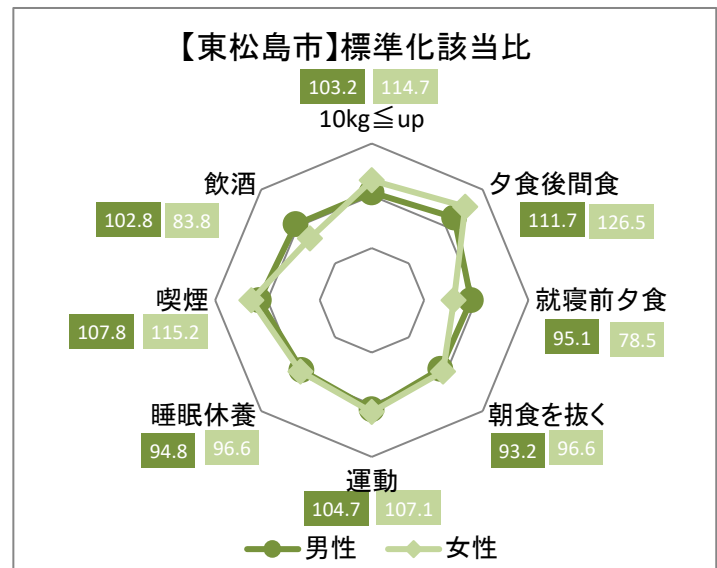 【東松島市】標準化該当比
103.2 114.7
10kg≦up
飲酒
102.8 83.8
夕食後間食
111.7 126.5
喫煙
107.8 115.2
就寝前夕食
95.1 78.5
睡眠休養
94.8 96.6
朝食を抜く
93.2 96.6
運動
104.7 107.1
男性 女性